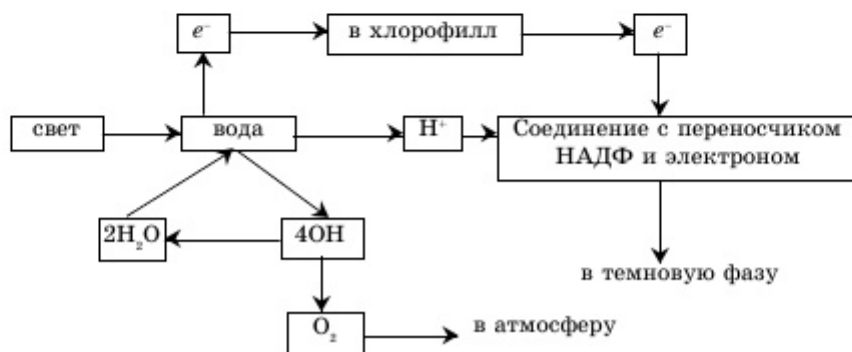 e⁻
в хлорофилл
e⁻
свет
вода
H⁺
Соединение с переносчиком
НАДФ и электроном
2H₂O
4OH
в темновую фазу
O₂
в атмосферу